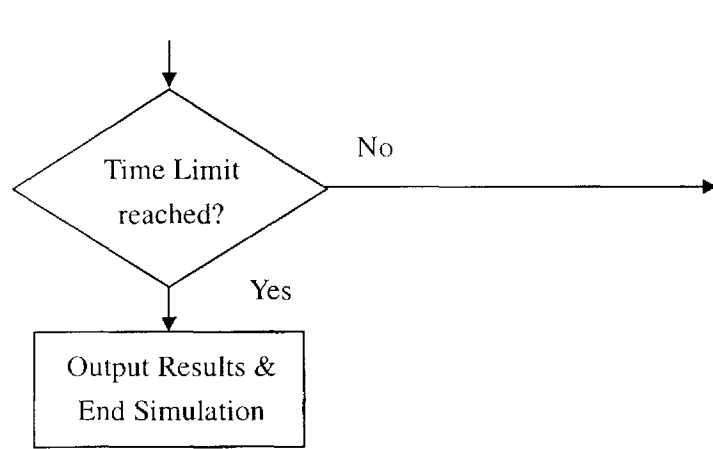 No
Time Limit
reached?
Yes
Output Results &
End Simulation